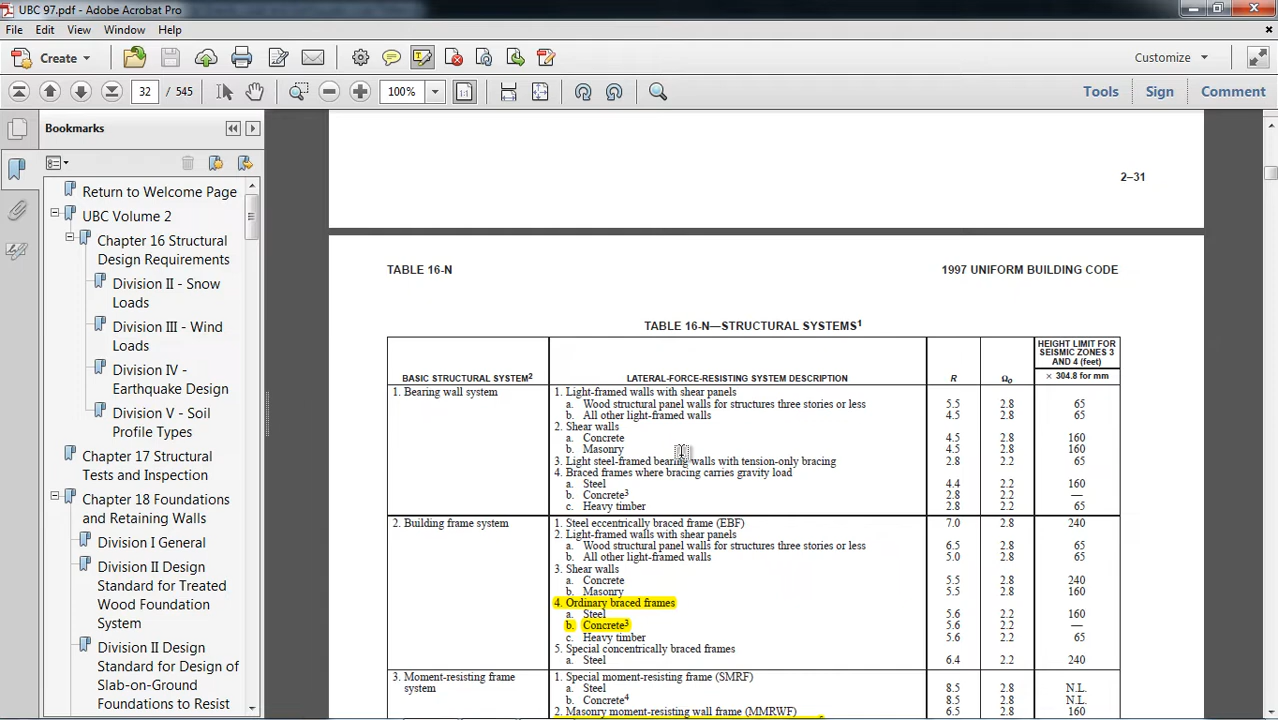 UBC 97.pdf - Adobe Acrobat Pro
File Edit View Window Help
Create Customize
32 / 545 100% Tools Sign Comment
Bookmarks
Return to Welcome Page
UBC Volume 2
Chapter 16 Structural
Design Requirements
Division II - Snow
Loads
Division III - Wind
Loads
Division IV -
Earthquake Design
Division V - Soil
Profile Types
Chapter 17 Structural
Tests and Inspection
Chapter 18 Foundations
and Retaining Walls
Division I General
Division II Design
Standard for Treated
Wood Foundation
System
Division II Design
Standard for Design of
Slab-on-Ground
Foundations to Resist
2–31
TABLE 16-N 1997 UNIFORM BUILDING CODE
TABLE 16-N—STRUCTURAL SYSTEMS1
BASIC STRUCTURAL SYSTEM2 LATERAL-FORCE-RESISTING SYSTEM DESCRIPTION R Ωo HEIGHT LIMIT FOR
SEISMIC ZONES 3
AND 4 (feet)
× 304.8 for mm
1. Bearing wall system 1. Light-framed walls with shear panels
a. Wood structural panel walls for structures three stories or less 5.5 2.8 65
b. All other light-framed walls 4.5 2.8 65
2. Shear walls
a. Concrete 4.5 2.8 160
b. Masonry 4.5 2.8 160
3. Light steel-framed bearing walls with tension-only bracing 2.8 2.2 65
4. Braced frames where bracing carries gravity load
a. Steel 4.4 2.2 160
b. Concrete3 2.8 2.2 —
c. Heavy timber 2.8 2.2 65
2. Building frame system 1. Steel eccentrically braced frame (EBF) 7.0 2.8 240
2. Light-framed walls with shear panels
a. Wood structural panel walls for structures three stories or less 6.5 2.8 65
b. All other light-framed walls 5.0 2.8 65
3. Shear walls
a. Concrete 5.5 2.8 240
b. Masonry 5.5 2.8 160
4. Ordinary braced frames
a. Steel 5.6 2.2 160
b. Concrete3 5.6 2.2 —
c. Heavy timber 5.6 2.2 65
5. Special concentrically braced frames
a. Steel 6.4 2.2 240
3. Moment-resisting frame
system 1. Special moment-resisting frame (SMRF)
a. Steel 8.5 2.8 N.L.
b. Concrete4 8.5 2.8 N.L.
2. Masonry moment-resisting wall frame (MMRWF) 6.5 2.8 160